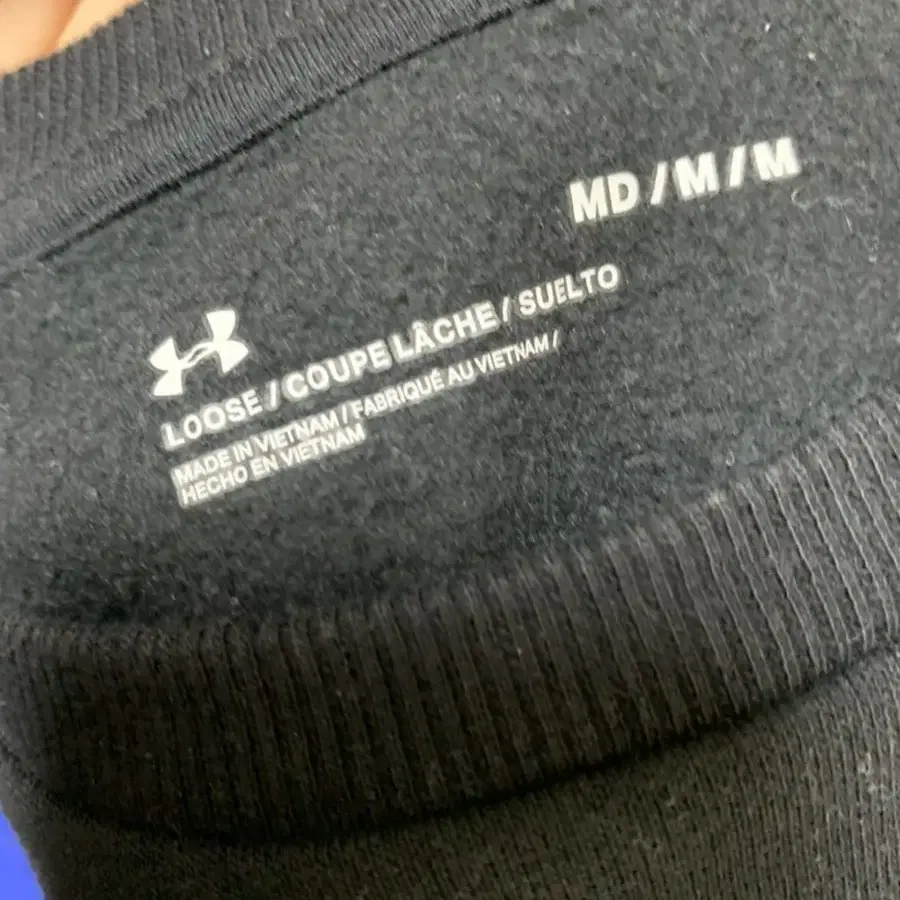 MD / M / M
LOOSE / COUPE LÂCHE / SUELTO
MADE IN VIETNAM / FABRIQUÉ AU VIETNAM /
HECHO EN VIETNAM